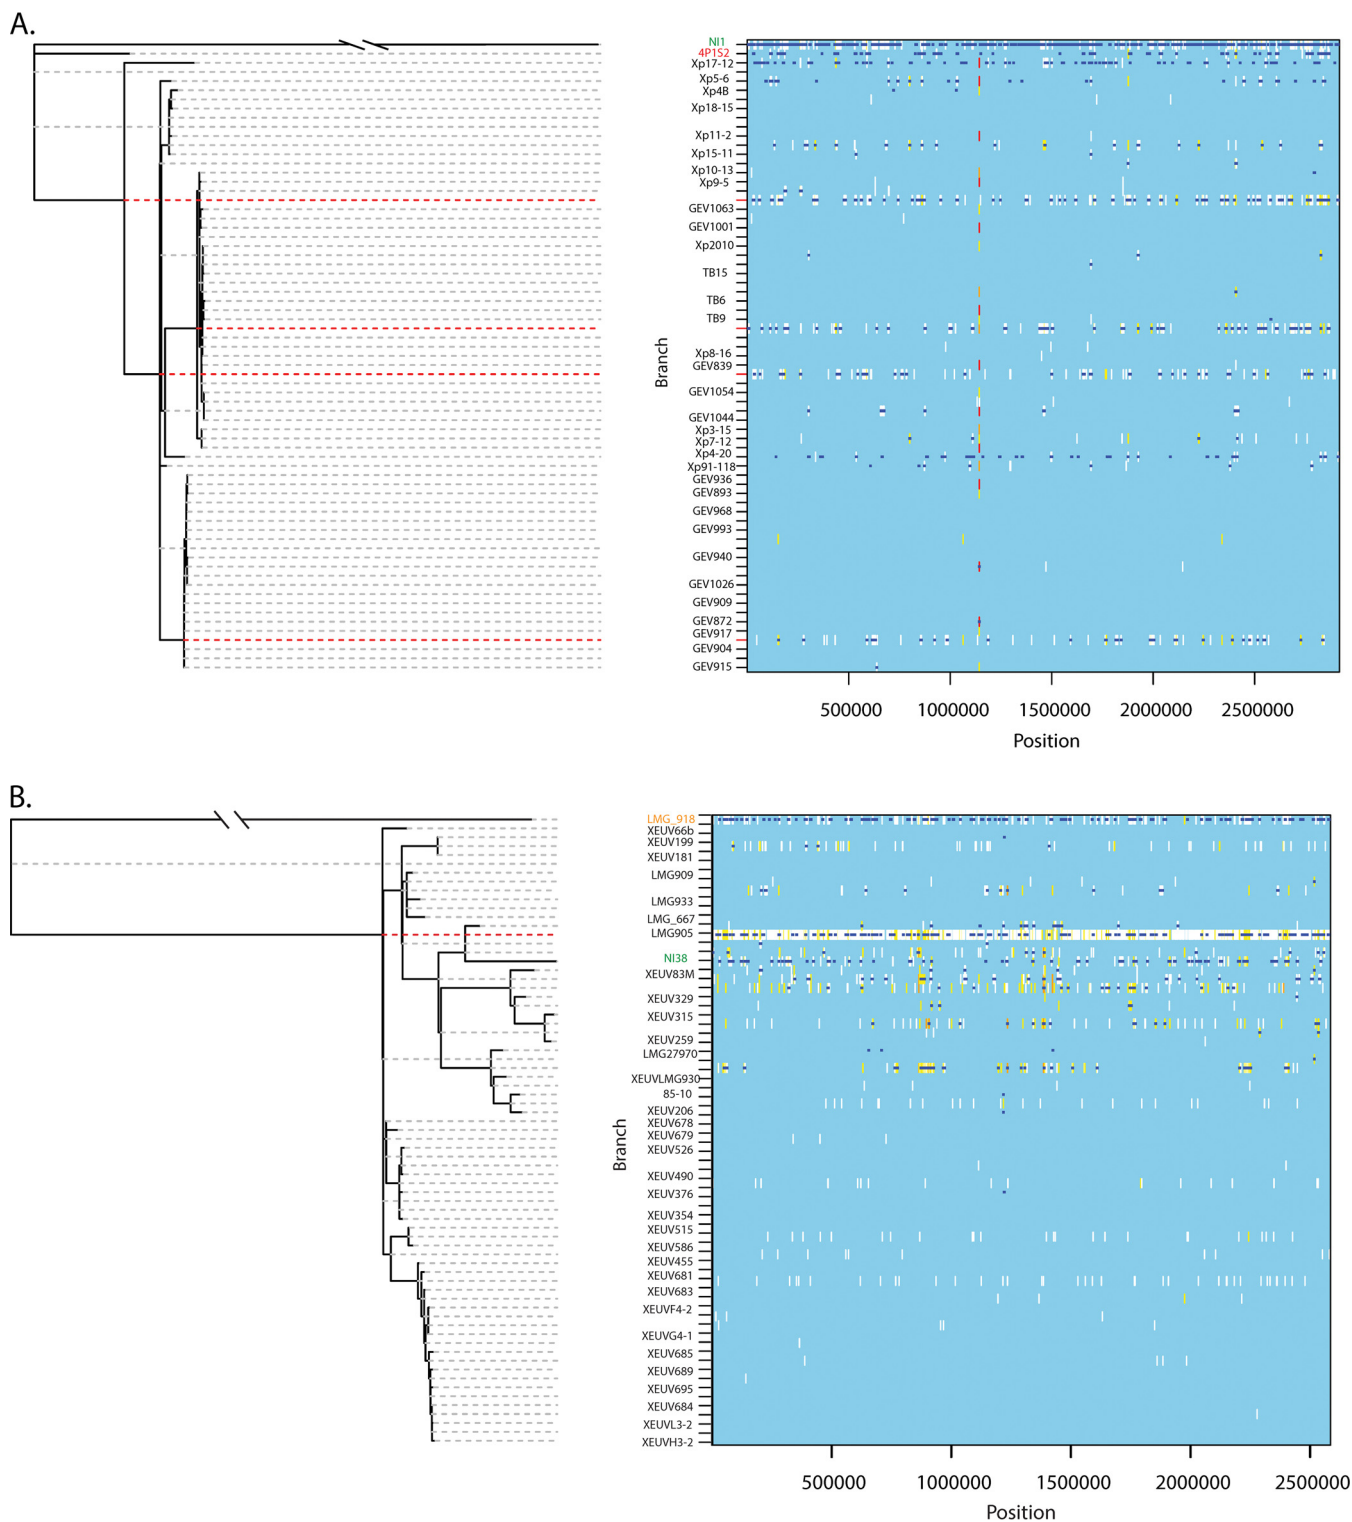 A.
NI1
4P1S2
Xp17-12
Xp5-6
Xp4B
Xp18-15
Xp11-2
Xp15-11
Xp10-13
Xp9-5
GEV1063
GEV1001
Xp2010
TB15
TB6
TB9
Xp8-16
GEV839
GEV1054
GEV1044
Xp3-15
Xp7-12
Xp4-20
Xp91-118
GEV936
GEV893
GEV968
GEV993
GEV940
GEV1026
GEV909
GEV872
GEV917
GEV904
GEV915
Branch
500000 1000000 1500000 2000000 2500000
Position
B.
LMG_918
XEUV66b
XEUV199
XEUV181
LMG909
LMG933
LMG_667
LMG905
NI38
XEUV83M
XEUV329
XEUV315
XEUV259
LMG27970
XEUVLMG930
85-10
XEUV206
XEUV678
XEUV679
XEUV526
XEUV490
XEUV376
XEUV354
XEUV515
XEUV586
XEUV455
XEUV681
XEUV683
XEUVF4-2
XEUVG4-1
XEUV685
XEUV689
XEUV695
XEUV684
XEUVL3-2
XEUVH3-2
Branch
500000 1000000 1500000 2000000 2500000
Position